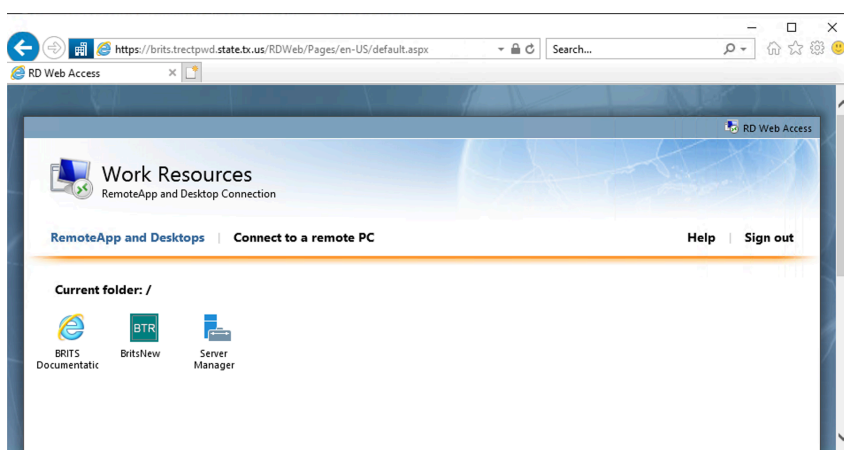 https://brits.trectpwd.state.tx.us/RDWeb/Pages/en-US/default.aspx
Search...
RD Web Access
RD Web Access
Work Resources
RemoteApp and Desktop Connection
RemoteApp and Desktops | Connect to a remote PC
Help | Sign out
Current folder: /
BTR
BRITS
Documentatic
BritsNew
Server
Manager